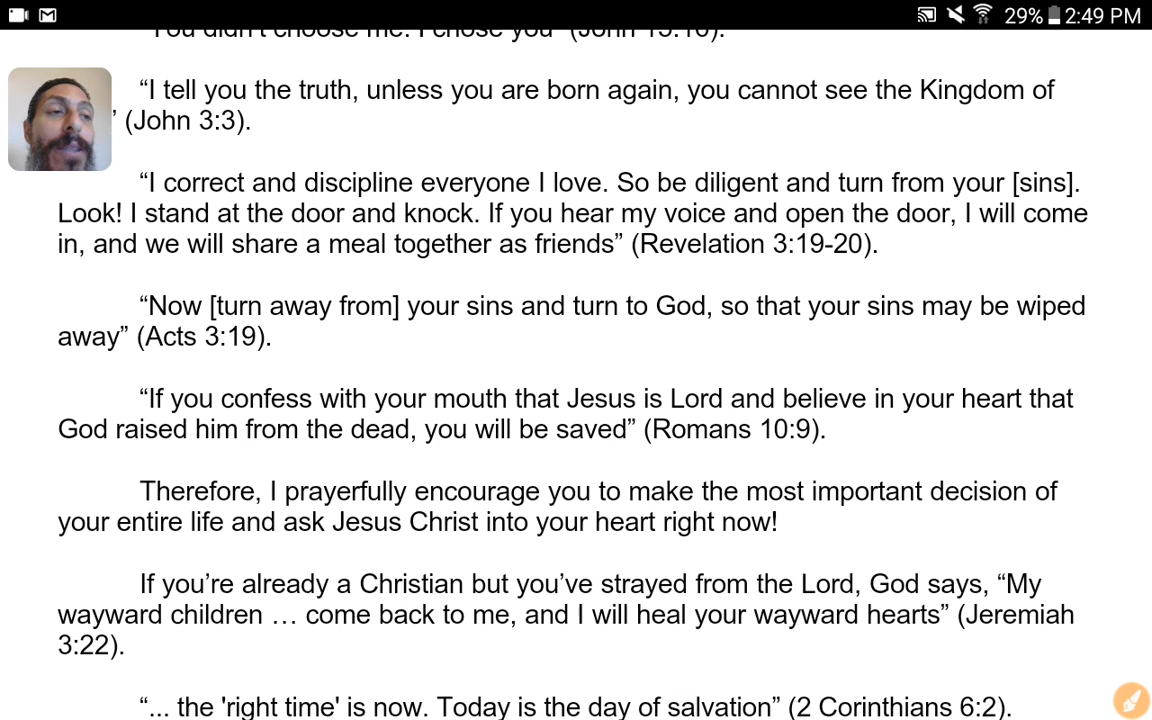 29% 2:49 PM
"You didn't choose me. I chose you" (John 15:16).
"I tell you the truth, unless you are born again, you cannot see the Kingdom of
' (John 3:3).
"I correct and discipline everyone I love. So be diligent and turn from your [sins].
Look! I stand at the door and knock. If you hear my voice and open the door, I will come
in, and we will share a meal together as friends" (Revelation 3:19-20).
"Now [turn away from] your sins and turn to God, so that your sins may be wiped
away" (Acts 3:19).
"If you confess with your mouth that Jesus is Lord and believe in your heart that
God raised him from the dead, you will be saved" (Romans 10:9).
Therefore, I prayerfully encourage you to make the most important decision of
your entire life and ask Jesus Christ into your heart right now!
If you're already a Christian but you've strayed from the Lord, God says, "My
wayward children … come back to me, and I will heal your wayward hearts" (Jeremiah
3:22).
"... the 'right time' is now. Today is the day of salvation" (2 Corinthians 6:2).